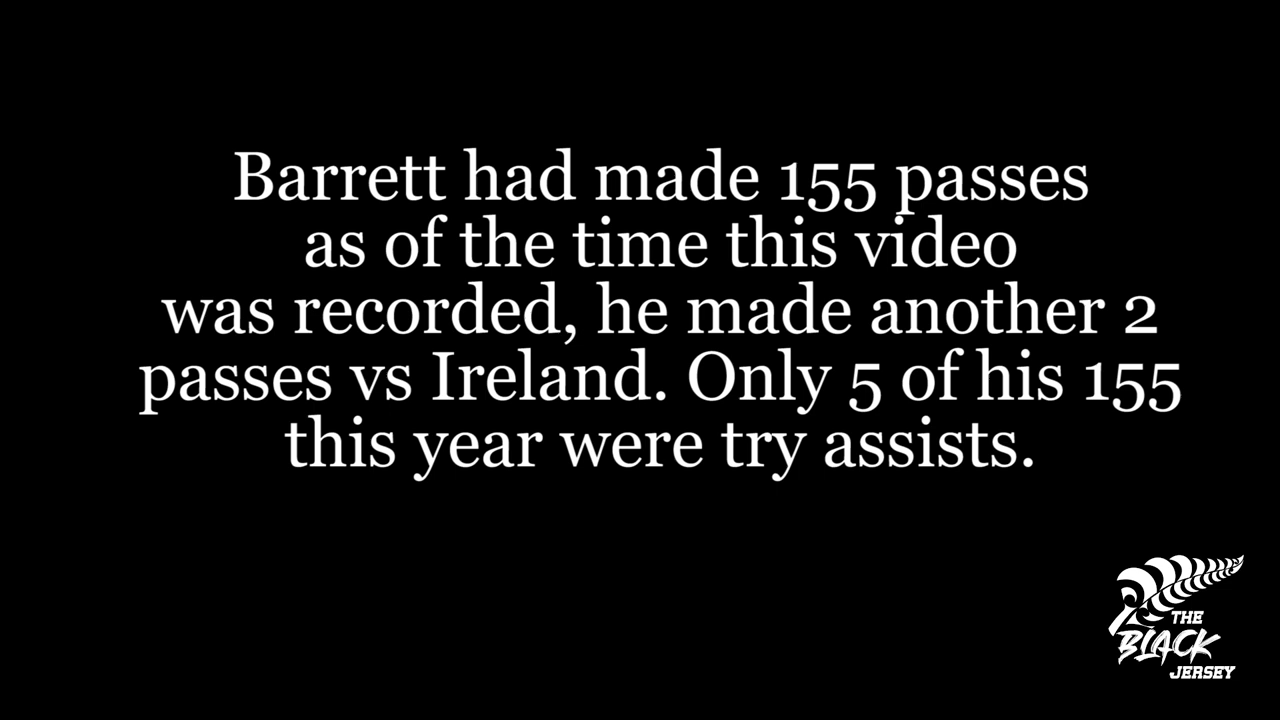 Barrett had made 155 passes
as of the time this video
was recorded, he made another 2
passes vs Ireland. Only 5 of his 155
this year were try assists.
THE
BLACK
JERSEY